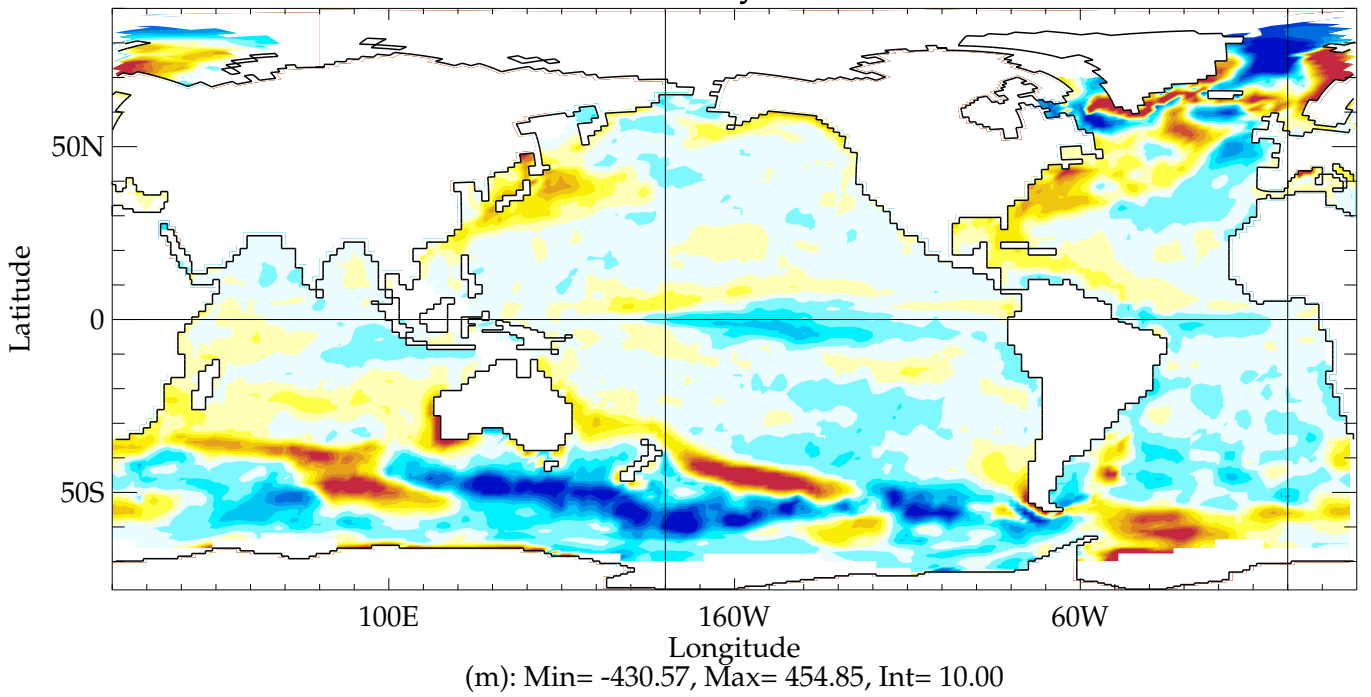 Latitude
50N
0
50S
100E
160W
60W
Longitude
(m): Min= -430.57, Max= 454.85, Int= 10.00